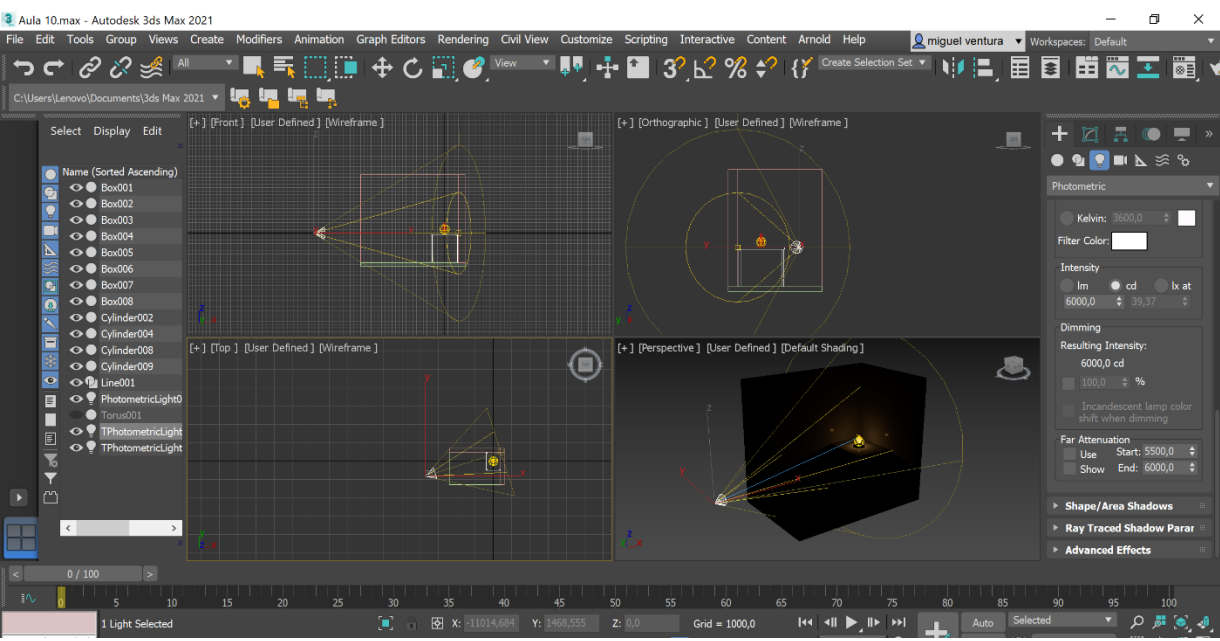 3 Aula 10.max - Autodesk 3ds Max 2021
File Edit Tools Group Views Create Modifiers Animation Graph Editors Rendering Civil View Customize Scripting Interactive Content Arnold Help
miguel ventura Workspaces: Default
All View Create Selection Set
C:\Users\Lenovo\Documents\3ds Max 2021
Select Display Edit
Name (Sorted Ascending)
Box001
Box002
Box003
Box004
Box005
Box006
Box007
Box008
Cylinder002
Cylinder004
Cylinder008
Cylinder009
Line001
PhotometricLight0
Torus001
TPhotometricLight
TPhotometricLight
[+] [Front ] [User Defined ] [Wireframe ]
[+] [Orthographic ] [User Defined ] [Wireframe ]
[+] [Top ] [User Defined ] [Wireframe ]
[+] [Perspective ] [User Defined ] [Default Shading ]
Photometric
Kelvin: 3600,0
Filter Color:
Intensity
lm cd lx at
6000,0 39,37
Dimming
Resulting Intensity:
6000,0 cd
100,0 %
Incandescent lamp color
shift when dimming
Far Attenuation
Use Start: 5500,0
Show End: 6000,0
Shape/Area Shadows
Ray Traced Shadow Parar
Advanced Effects
< 0 / 100 >
0 5 10 15 20 25 30 35 40 45 50 55 60 65 70 75 80 85 90 95 100
1 Light Selected X: -11014,684 Y: 1468,555 Z: 0,0 Grid = 1000,0 Auto Selected